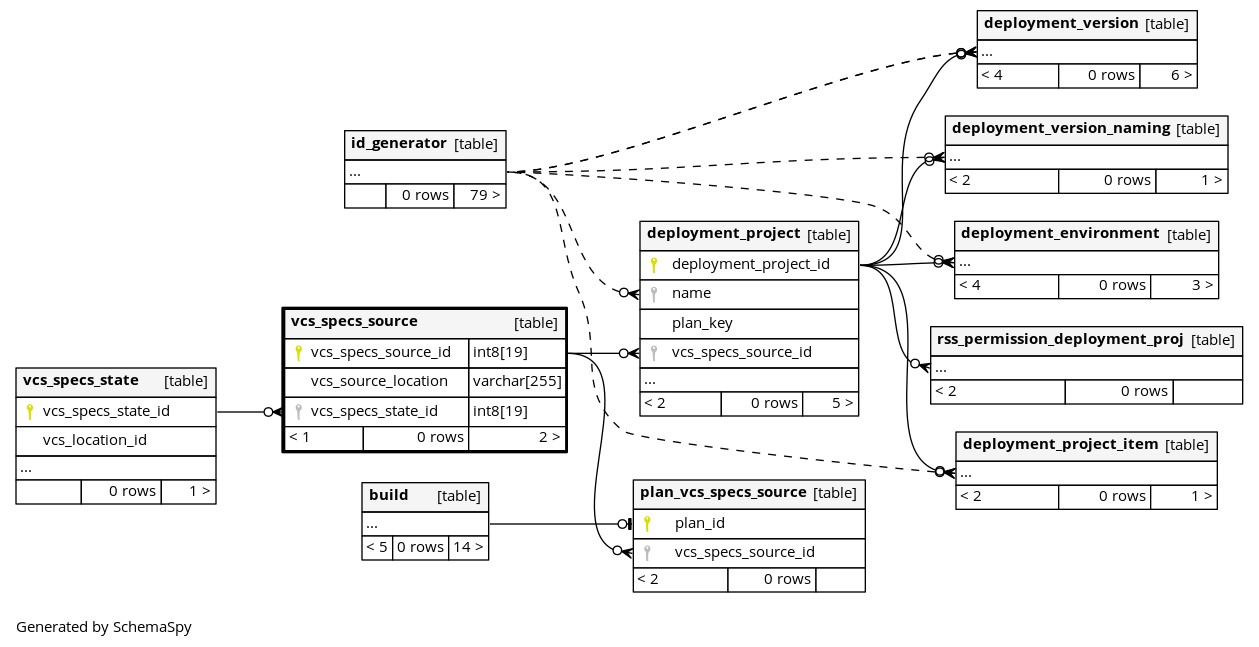 deployment_version [table]
...
< 4 0 rows 6 >
id_generator [table]
...
0 rows 79 >
deployment_version_naming [table]
...
< 2 0 rows 1 >
deployment_project [table]
deployment_project_id
name
plan_key
vcs_specs_source_id
...
< 2 0 rows 5 >
deployment_environment [table]
...
< 4 0 rows 3 >
vcs_specs_source [table]
vcs_specs_source_id int8[19]
vcs_source_location varchar[255]
vcs_specs_state_id int8[19]
< 1 0 rows 2 >
rss_permission_deployment_proj [table]
...
< 2 0 rows
vcs_specs_state [table]
vcs_specs_state_id
vcs_location_id
...
0 rows 1 >
deployment_project_item [table]
...
< 2 0 rows 1 >
build [table]
...
< 5 0 rows 14 >
plan_vcs_specs_source [table]
plan_id
vcs_specs_source_id
< 2 0 rows
Generated by SchemaSpy